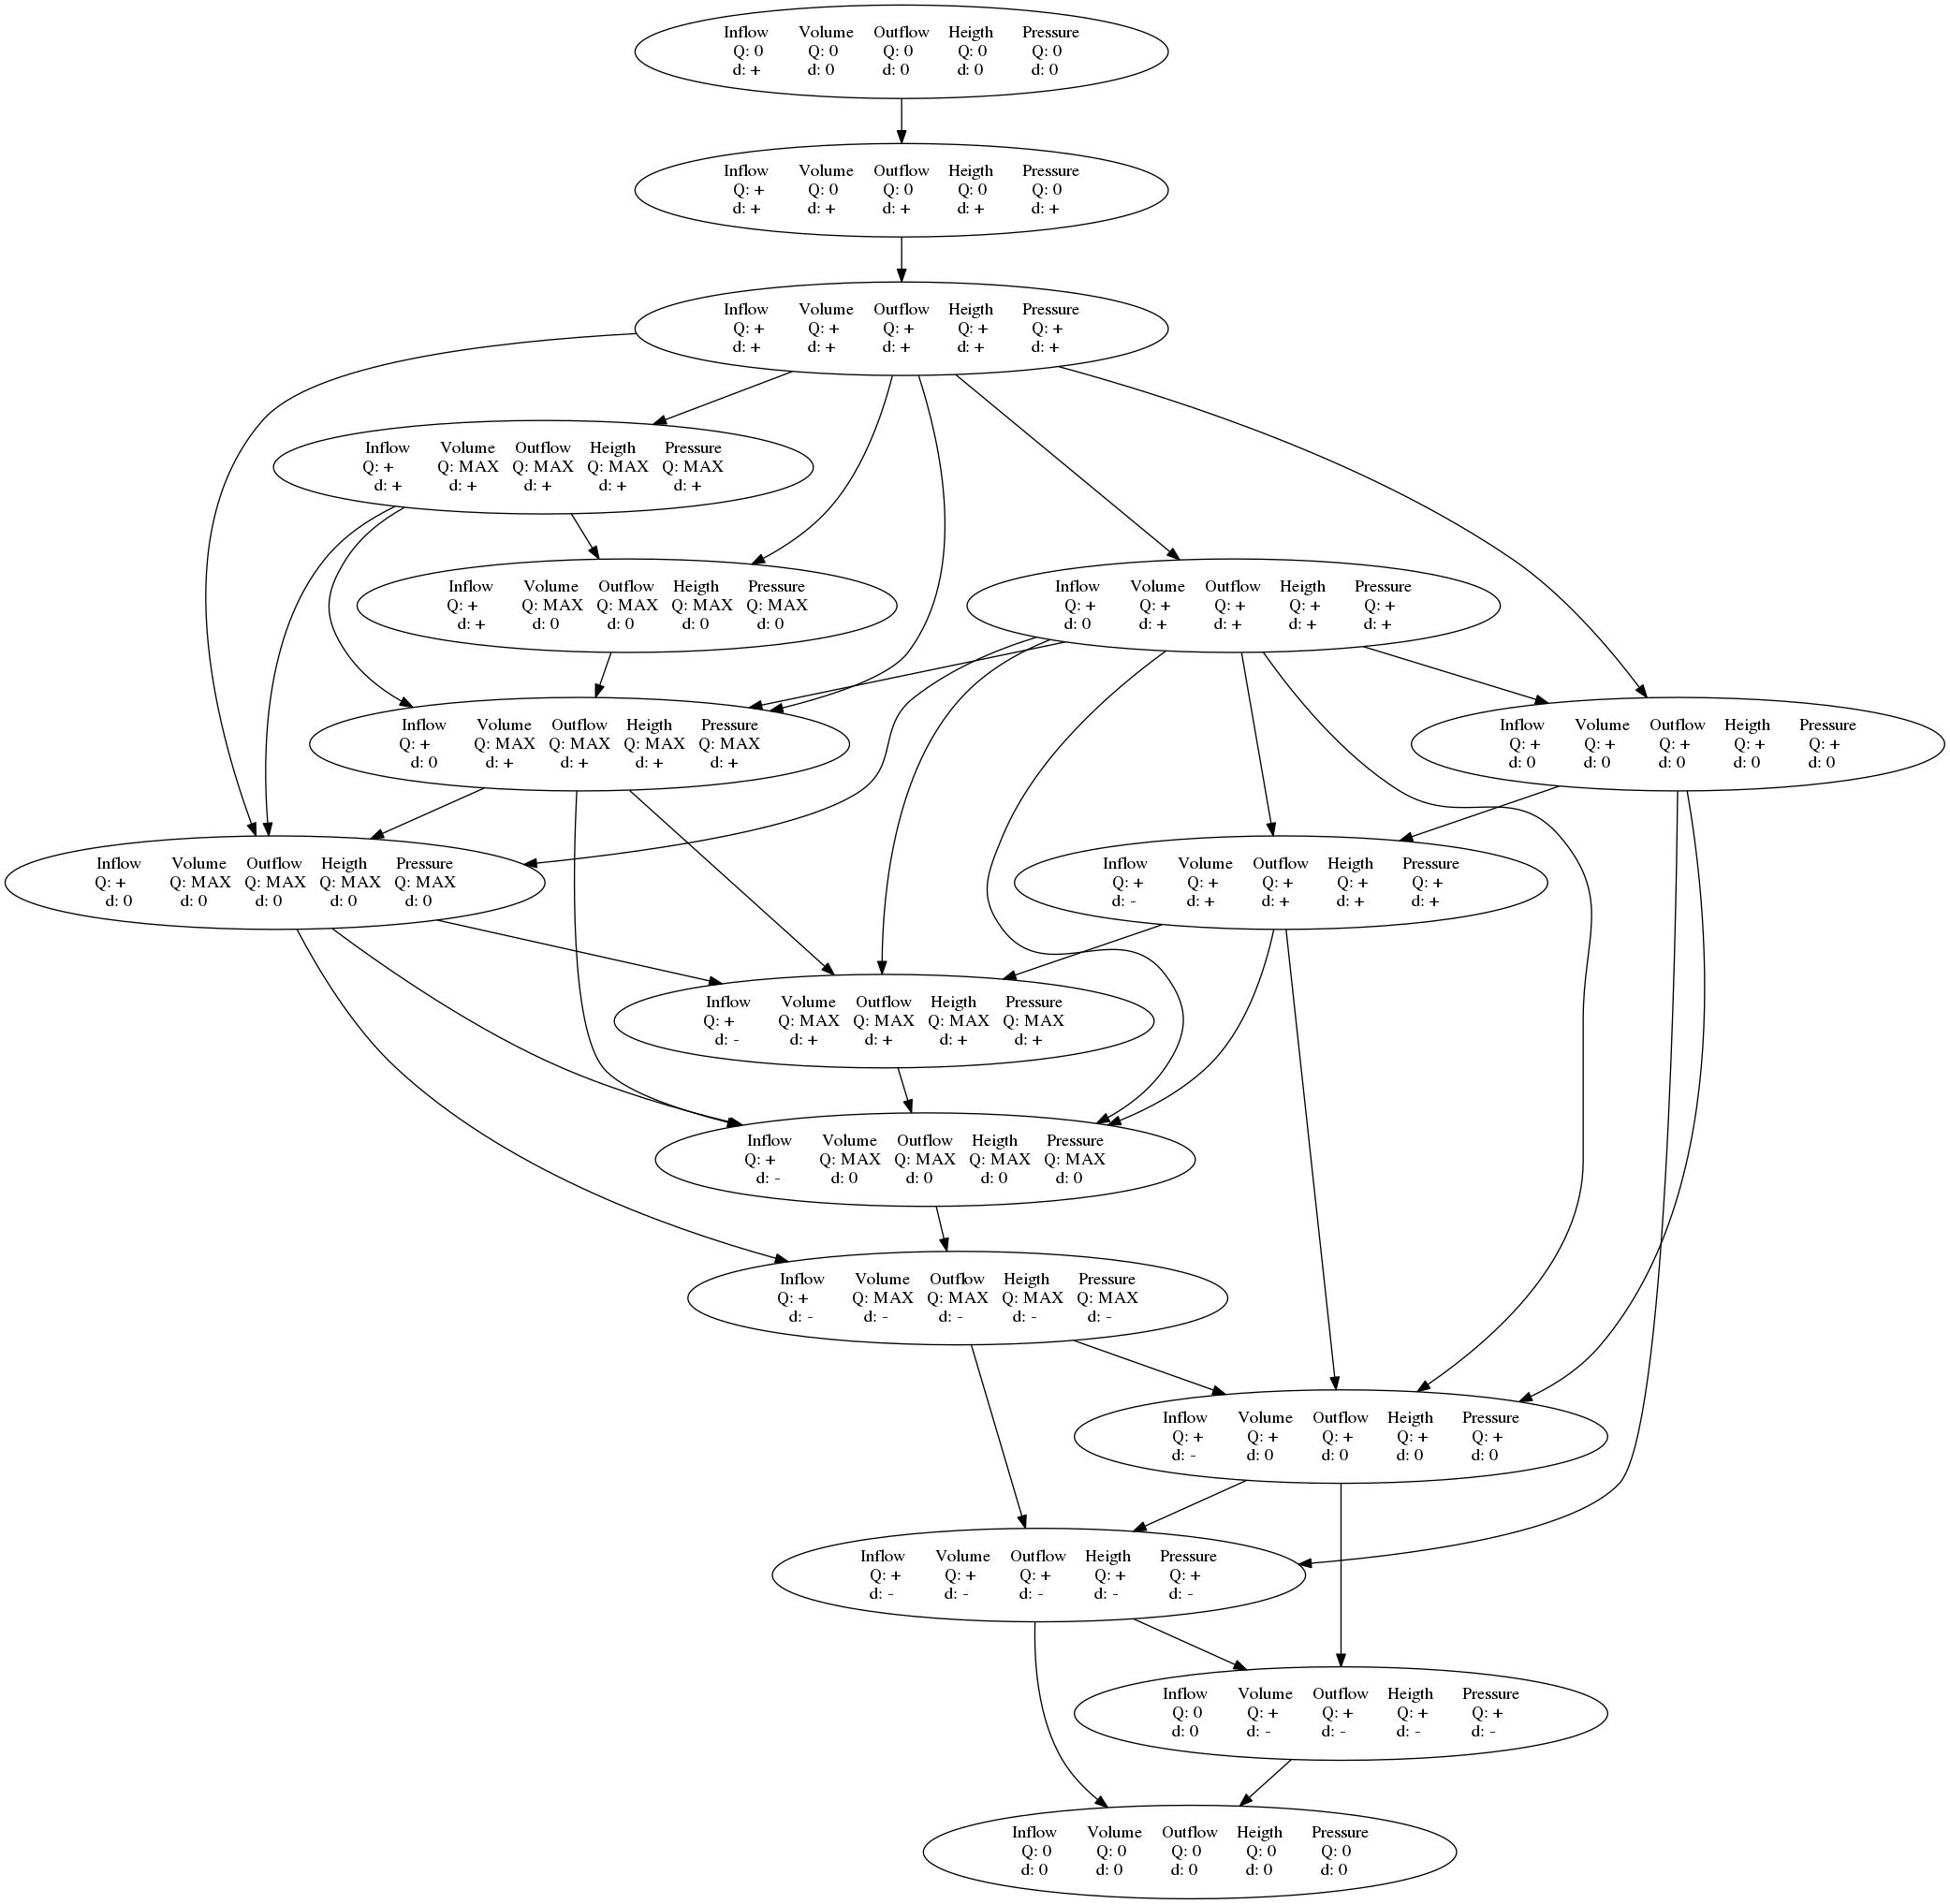 Inflow Volume Outflow Heigth Pressure
Q: 0 Q: 0 Q: 0 Q: 0 Q: 0
d: + d: 0 d: 0 d: 0 d: 0
Inflow Volume Outflow Heigth Pressure
Q: + Q: 0 Q: 0 Q: 0 Q: 0
d: + d: + d: + d: + d: +
Inflow Volume Outflow Heigth Pressure
Q: + Q: + Q: + Q: + Q: +
d: + d: + d: + d: + d: +
Inflow Volume Outflow Heigth Pressure
Q: + Q: MAX Q: MAX Q: MAX Q: MAX
d: + d: + d: + d: + d: +
Inflow Volume Outflow Heigth Pressure
Q: + Q: MAX Q: MAX Q: MAX Q: MAX
d: + d: 0 d: 0 d: 0 d: 0
Inflow Volume Outflow Heigth Pressure
Q: + Q: + Q: + Q: + Q: +
d: 0 d: + d: + d: + d: +
Inflow Volume Outflow Heigth Pressure
Q: + Q: MAX Q: MAX Q: MAX Q: MAX
d: 0 d: + d: + d: + d: +
Inflow Volume Outflow Heigth Pressure
Q: + Q: + Q: + Q: + Q: +
d: 0 d: 0 d: 0 d: 0 d: 0
Inflow Volume Outflow Heigth Pressure
Q: + Q: MAX Q: MAX Q: MAX Q: MAX
d: 0 d: 0 d: 0 d: 0 d: 0
Inflow Volume Outflow Heigth Pressure
Q: + Q: + Q: + Q: + Q: +
d: - d: + d: + d: + d: +
Inflow Volume Outflow Heigth Pressure
Q: + Q: MAX Q: MAX Q: MAX Q: MAX
d: - d: + d: + d: + d: +
Inflow Volume Outflow Heigth Pressure
Q: + Q: MAX Q: MAX Q: MAX Q: MAX
d: - d: 0 d: 0 d: 0 d: 0
Inflow Volume Outflow Heigth Pressure
Q: + Q: MAX Q: MAX Q: MAX Q: MAX
d: - d: - d: - d: - d: -
Inflow Volume Outflow Heigth Pressure
Q: + Q: + Q: + Q: + Q: +
d: - d: 0 d: 0 d: 0 d: 0
Inflow Volume Outflow Heigth Pressure
Q: + Q: + Q: + Q: + Q: +
d: - d: - d: - d: - d: -
Inflow Volume Outflow Heigth Pressure
Q: 0 Q: + Q: + Q: + Q: +
d: 0 d: - d: - d: - d: -
Inflow Volume Outflow Heigth Pressure
Q: 0 Q: 0 Q: 0 Q: 0 Q: 0
d: 0 d: 0 d: 0 d: 0 d: 0